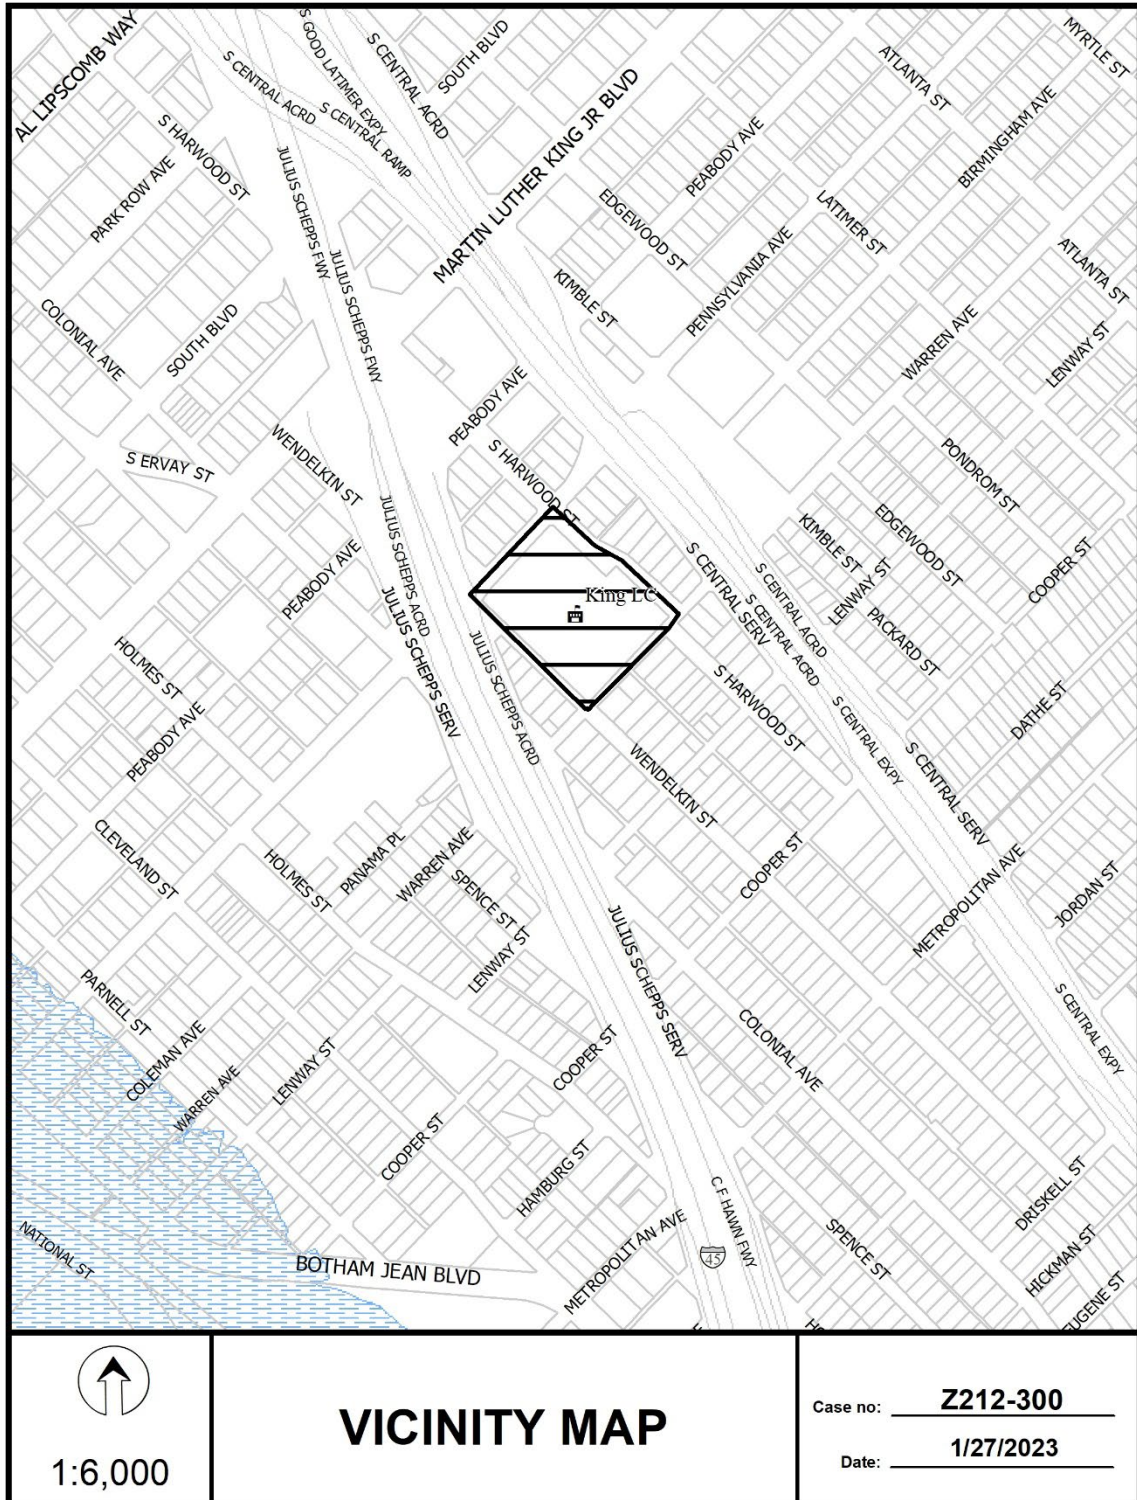 AL LIPSCOMB WAY
S CENTRAL ACRD
S GOOD LATIMER EXPY
S CENTRAL ACRD
SOUTH BLVD
S CENTRAL RAMP
MARTIN LUTHER KING JR BLVD
ATLANTA ST
MYRTLE ST
S HARWOOD ST
PARK ROW AVE
JULIUS SCHEPPS FWY
JULIUS SCHEPPS FWY
PEABODY AVE
BIRMINGHAM AVE
EDGEWOOD ST
LATIMER ST
KIMBLE ST
PENNSYLVANIA AVE
ATLANTA ST
COLONIAL AVE
SOUTH BLVD
WARREN AVE
LENWAY ST
PEABODY AVE
S ERVAY ST
WENDELKIN ST
S HARWOOD ST
PONDROM ST
JULIUS SCHEPPS ACRD
PEABODY AVE
KIMBLE ST
EDGEWOOD ST
COOPER ST
LENWAY ST
S CENTRAL SERV
S CENTRAL ACRD
S CENTRAL ACRD
King LC
JULIUS SCHEPPS SERV
JULIUS SCHEPPS ACRD
PACKARD ST
HOLMES ST
PEABODY AVE
S HARWOOD ST
DATHE ST
WENDELKIN ST
S CENTRAL EXPY
S CENTRAL SERV
CLEVELAND ST
HOLMES ST
PANAMA PL
WARREN AVE
SPENCE ST
LENWAY ST
COOPER ST
METROPOLITAN AVE
JORDAN ST
JULIUS SCHEPPS SERV
PARNELL ST
COLEMAN AVE
WARREN AVE
LENWAY ST
COOPER ST
COLONIAL AVE
S CENTRAL EXPY
COOPER ST
HAMBURG ST
NATIONAL ST
BOTHAM JEAN BLVD
METROPOLITAN AVE
C F HAWN FWY
45
SPENCE ST
DRISKELL ST
HICKMAN ST
EUGENE ST
1:6,000
VICINITY MAP
Case no: Z212-300
Date: 1/27/2023